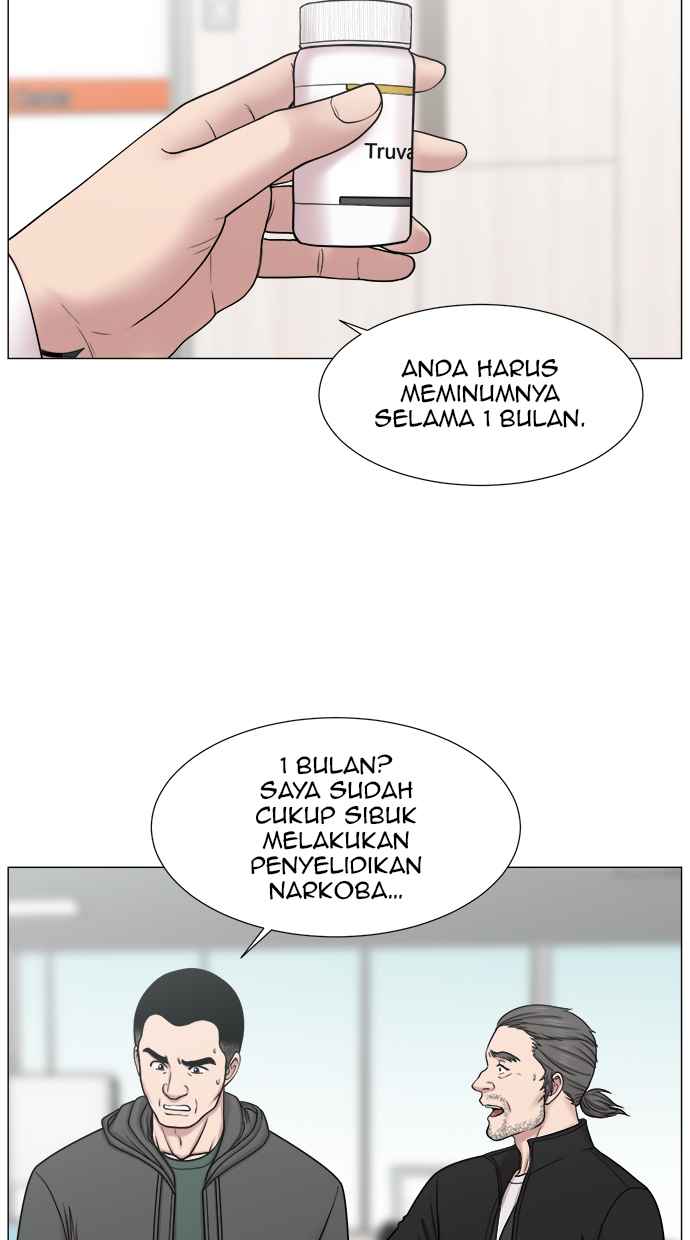 Truva
ANDA HARUS
MEMINUMNYA
SELAMA 1 BULAN.
1 BULAN?
SAYA SUDAH
CUKUP SIBUK
MELAKUKAN
PENYELIDIKAN
NARKOBA...